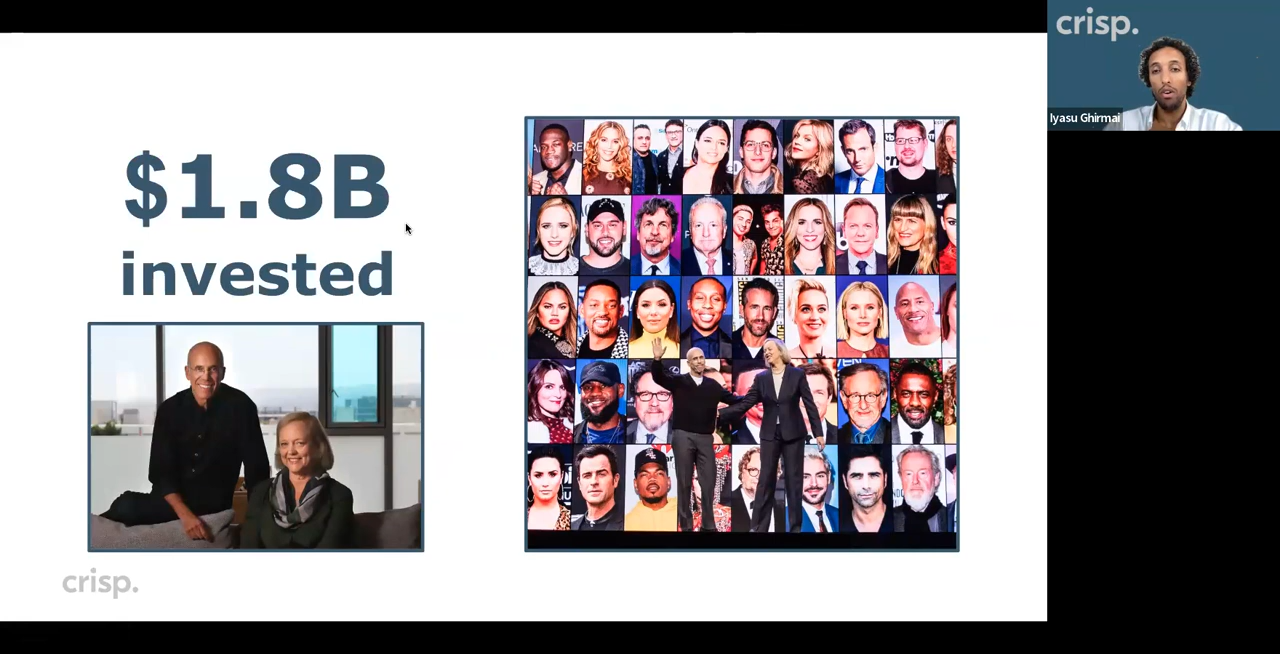 $1.8B
invested
crisp.
crisp.
Iyasu Ghirmai